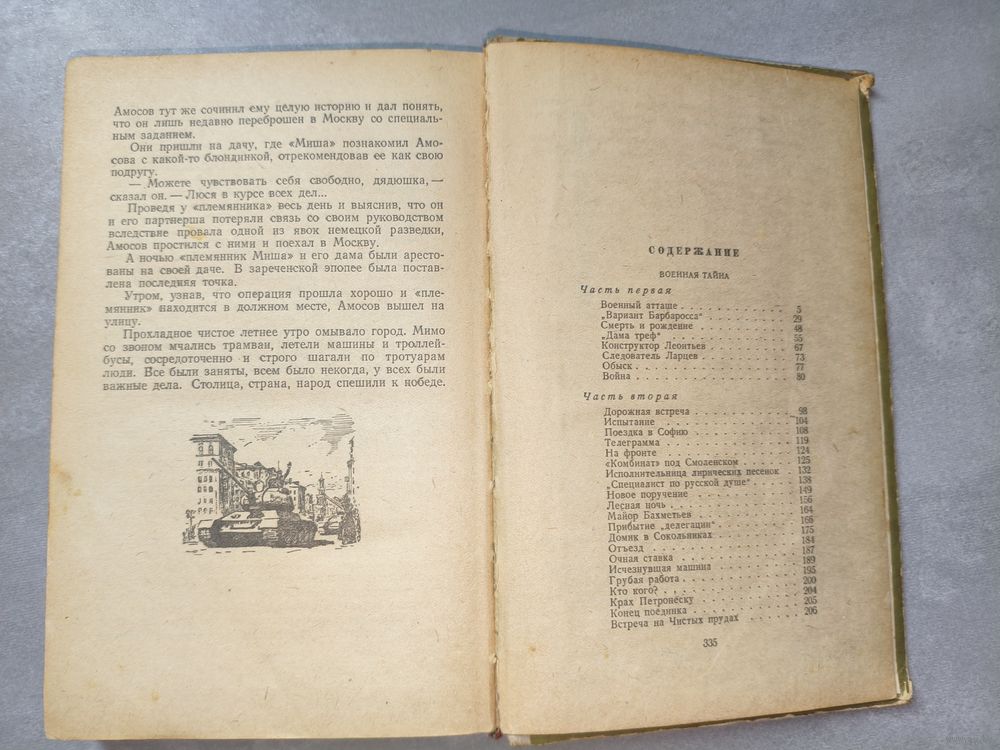 Амосов тут же сочинил ему целую историю и дал понять,
что он лишь недавно переброшен в Москву со специаль-
ным заданием.
Они пришли на дачу, где «Миша» познакомил Амо-
сова с какой-то блондинкой, отрекомендовав ее как свою
подругу.
— Можете чувствовать себя свободно, дядюшка, —
сказал он. — Люся в курсе всех дел...
Проведя у «племянника» весь день и выяснив, что он
и его партнерша потеряли связь со своим руководством
вследствие провала одной из явок немецкой разведки,
Амосов простился с ними и поехал в Москву.
А ночью «племянник Миша» и его дама были аресто-
ваны на своей даче. В зареченской эпопее была постав-
лена последняя точка.
Утром, узнав, что операция прошла хорошо и «пле-
мянник» находится в должном месте, Амосов вышел на
улицу.
Прохладное чистое летнее утро омывало город. Мимо
со звоном мчались трамваи, летели машины и троллей-
бусы, сосредоточенно и строго шагали по тротуарам
люди. Все были заняты, всем было некогда, у всех были
важные дела. Столица, страна, народ спешили к победе.
СОДЕРЖАНИЕ
ВОЕННАЯ ТАЙНА
Часть первая
Военный атташе . . . . . . . . . . 5
„Вариант Барбаросса“ . . . . . . . . 29
Смерть и рождение . . . . . . . . . 48
„Дама треф“ . . . . . . . . . . . 55
Конструктор Леонтьев . . . . . . . . 67
Следователь Ларцев . . . . . . . . . 73
Обыск . . . . . . . . . . . . . . 77
Война . . . . . . . . . . . . . . 80
Часть вторая
Дорожная встреча . . . . . . . . . . 98
Испытание . . . . . . . . . . . . 104
Поездка в Софию . . . . . . . . . . 108
Телеграмма . . . . . . . . . . . . 119
На фронте . . . . . . . . . . . . 124
«Комбинат» под Смоленском . . . . . . 125
Исполнительница лирических песенок . . . 132
„Специалист по русской душе“ . . . . . 138
Новое поручение . . . . . . . . . . 149
Лесная ночь . . . . . . . . . . . . 156
Майор Бахметьев . . . . . . . . . . 164
Прибытие „делегации“ . . . . . . . . 166
Домик в Сокольниках . . . . . . . . 175
Отъезд . . . . . . . . . . . . . 184
Очная ставка . . . . . . . . . . . 187
Исчезнувщая машина . . . . . . . . 189
Грубая работа . . . . . . . . . . . 195
Кто кого? . . . . . . . . . . . . 200
Крах Петронеску . . . . . . . . . . 204
Конец поединка . . . . . . . . . . 205
Встреча на Чистых прудах . . . . . . 206
335